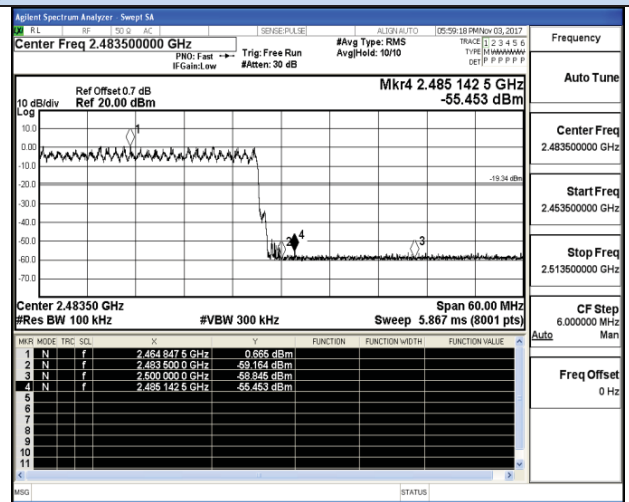 Agilent Spectrum Analyzer - Swept SA
RL RF 50 Ω AC SENSE:PULSE ALIGN AUTO 05:59:18 PM Nov 03, 2017
Center Freq 2.483500000 GHz
PNO: Fast
IFGain:Low
Trig: Free Run
#Atten: 30 dB
#Avg Type: RMS
Avg|Hold: 10/10
TRACE 1 2 3 4 5 6
TYPE M
DET P P P P P P
Frequency
Ref Offset 0.7 dB
10 dB/div Ref 20.00 dBm
Log
Mkr4 2.485 142 5 GHz
-55.453 dBm
10.0
0.00
-10.0
-20.0
-30.0
-40.0
-50.0
-60.0
-70.0
1
2
4
3
-19.34 dBm
Center 2.48350 GHz Span 60.00 MHz
#Res BW 100 kHz #VBW 300 kHz Sweep 5.867 ms (8001 pts)
MKR MODE TRC SCL X Y FUNCTION FUNCTION WIDTH FUNCTION VALUE
1 N f 2.464 847 5 GHz 0.665 dBm
2 N f 2.483 500 0 GHz -59.164 dBm
3 N f 2.500 000 0 GHz -58.845 dBm
4 N f 2.485 142 5 GHz -55.453 dBm
5
6
7
8
9
10
11
MSG STATUS
Auto Tune
Center Freq
2.483500000 GHz
Start Freq
2.453500000 GHz
Stop Freq
2.513500000 GHz
CF Step
6.000000 MHz
Auto Man
Freq Offset
0 Hz